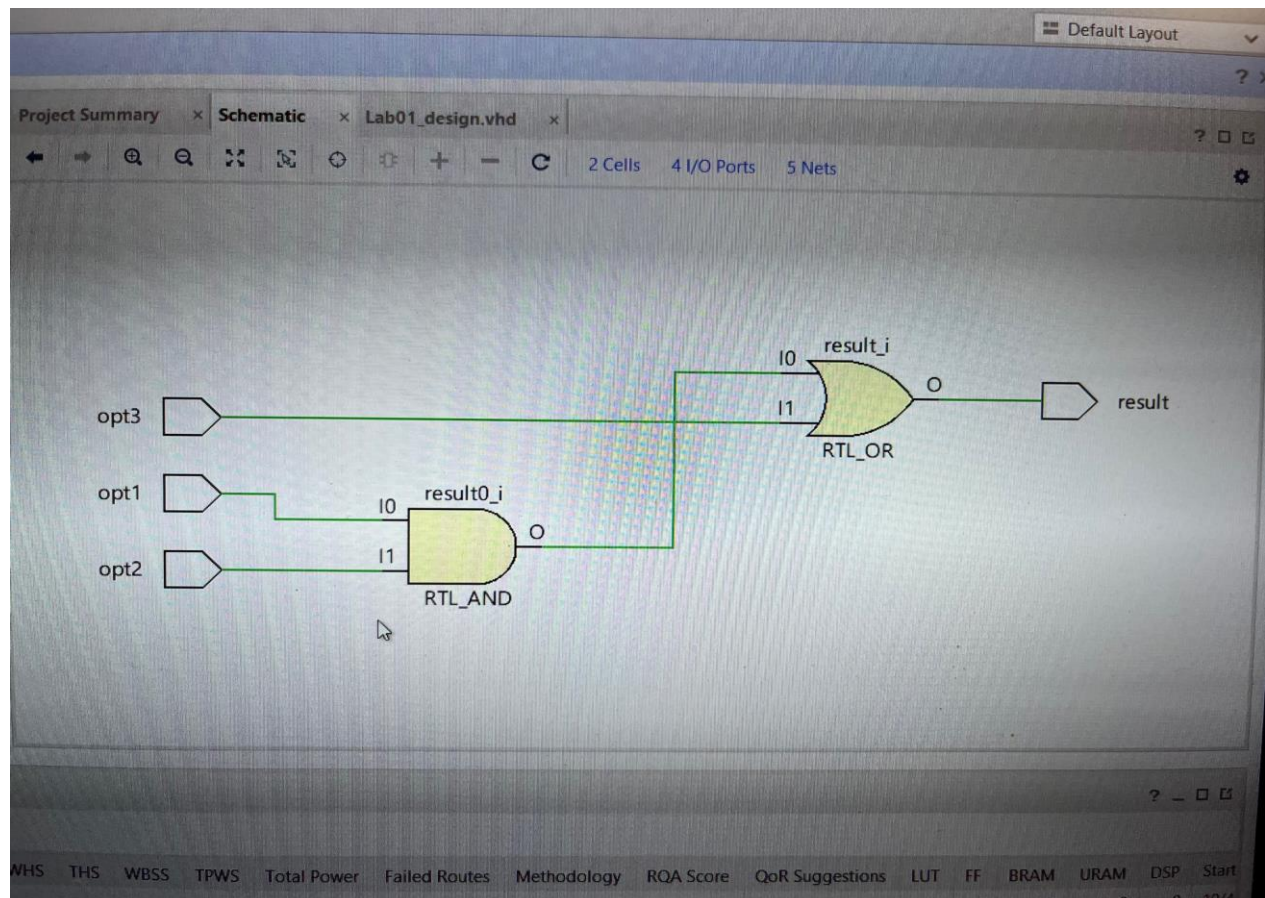 Default Layout
?
Project Summary × Schematic × Lab01_design.vhd ×
?
2 Cells 4 I/O Ports 5 Nets
result_i
I0
O
opt3
I1
result
RTL_OR
opt1
result0_i
I0
O
opt2
I1
RTL_AND
?
WHS THS WBSS TPWS Total Power Failed Routes Methodology RQA Score QoR Suggestions LUT FF BRAM URAM DSP Start